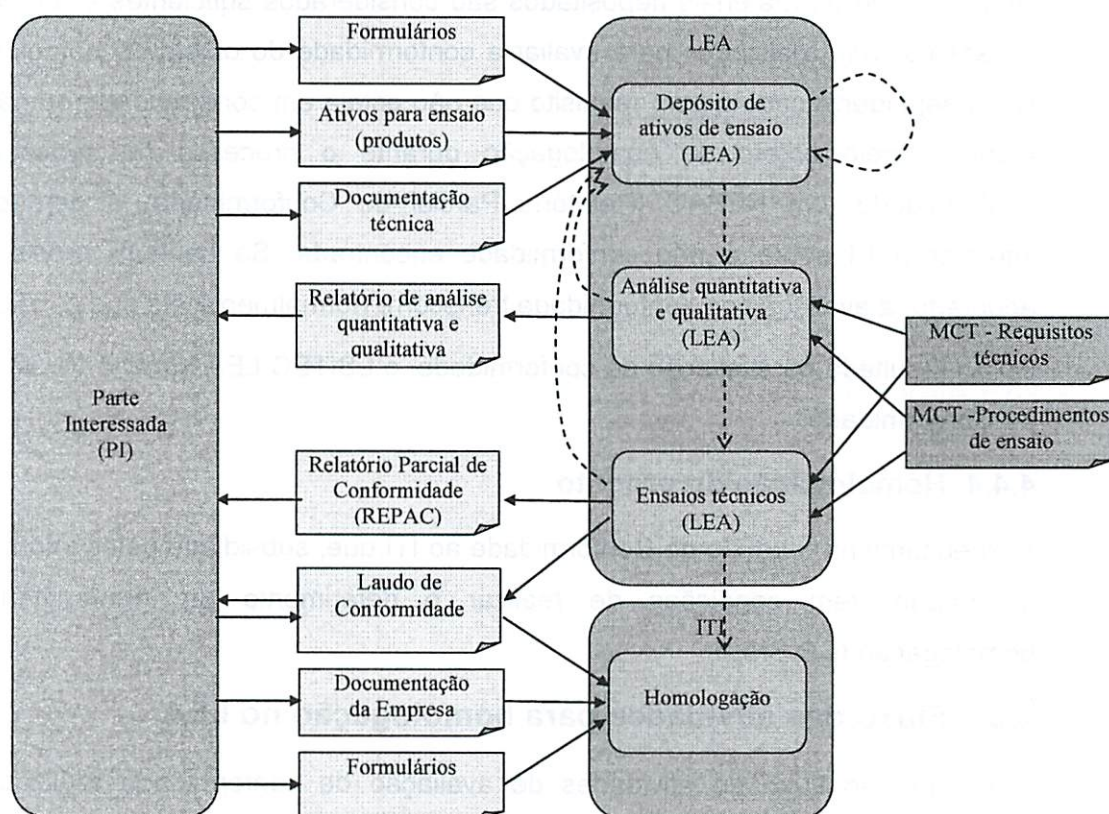 Formulários
LEA
Ativos para ensaio
(produtos)
Depósito de
ativos de ensaio
(LEA)
Documentação
técnica
Relatório de análise
quantitativa e
qualitativa
Análise quantitativa
e qualitativa
(LEA)
MCT - Requisitos
técnicos
Parte
Interessada
(PI)
MCT -Procedimentos
de ensaio
Relatório Parcial de
Conformidade
(REPAC)
Ensaios técnicos
(LEA)
Laudo de
Conformidade
ITI
Documentação
da Empresa
Homologação
Formulários